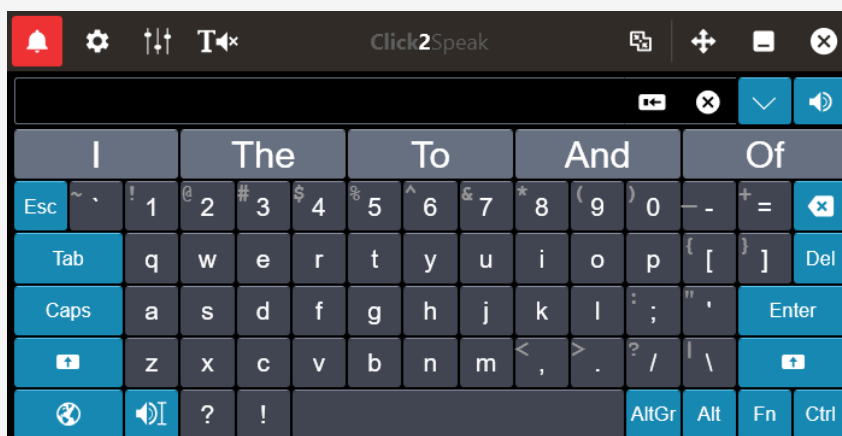 T Click2Speak
I The To And Of
Esc ~ ` ! 1 @ 2 # 3 $ 4 % 5 ^ 6 & 7 * 8 ( 9 ) 0 _ - + =
Tab q w e r t y u i o p { [ } ] Del
Caps a s d f g h j k l : ; " ' Enter
z x c v b n m < , > . ? / | \
? ! AltGr Alt Fn Ctrl